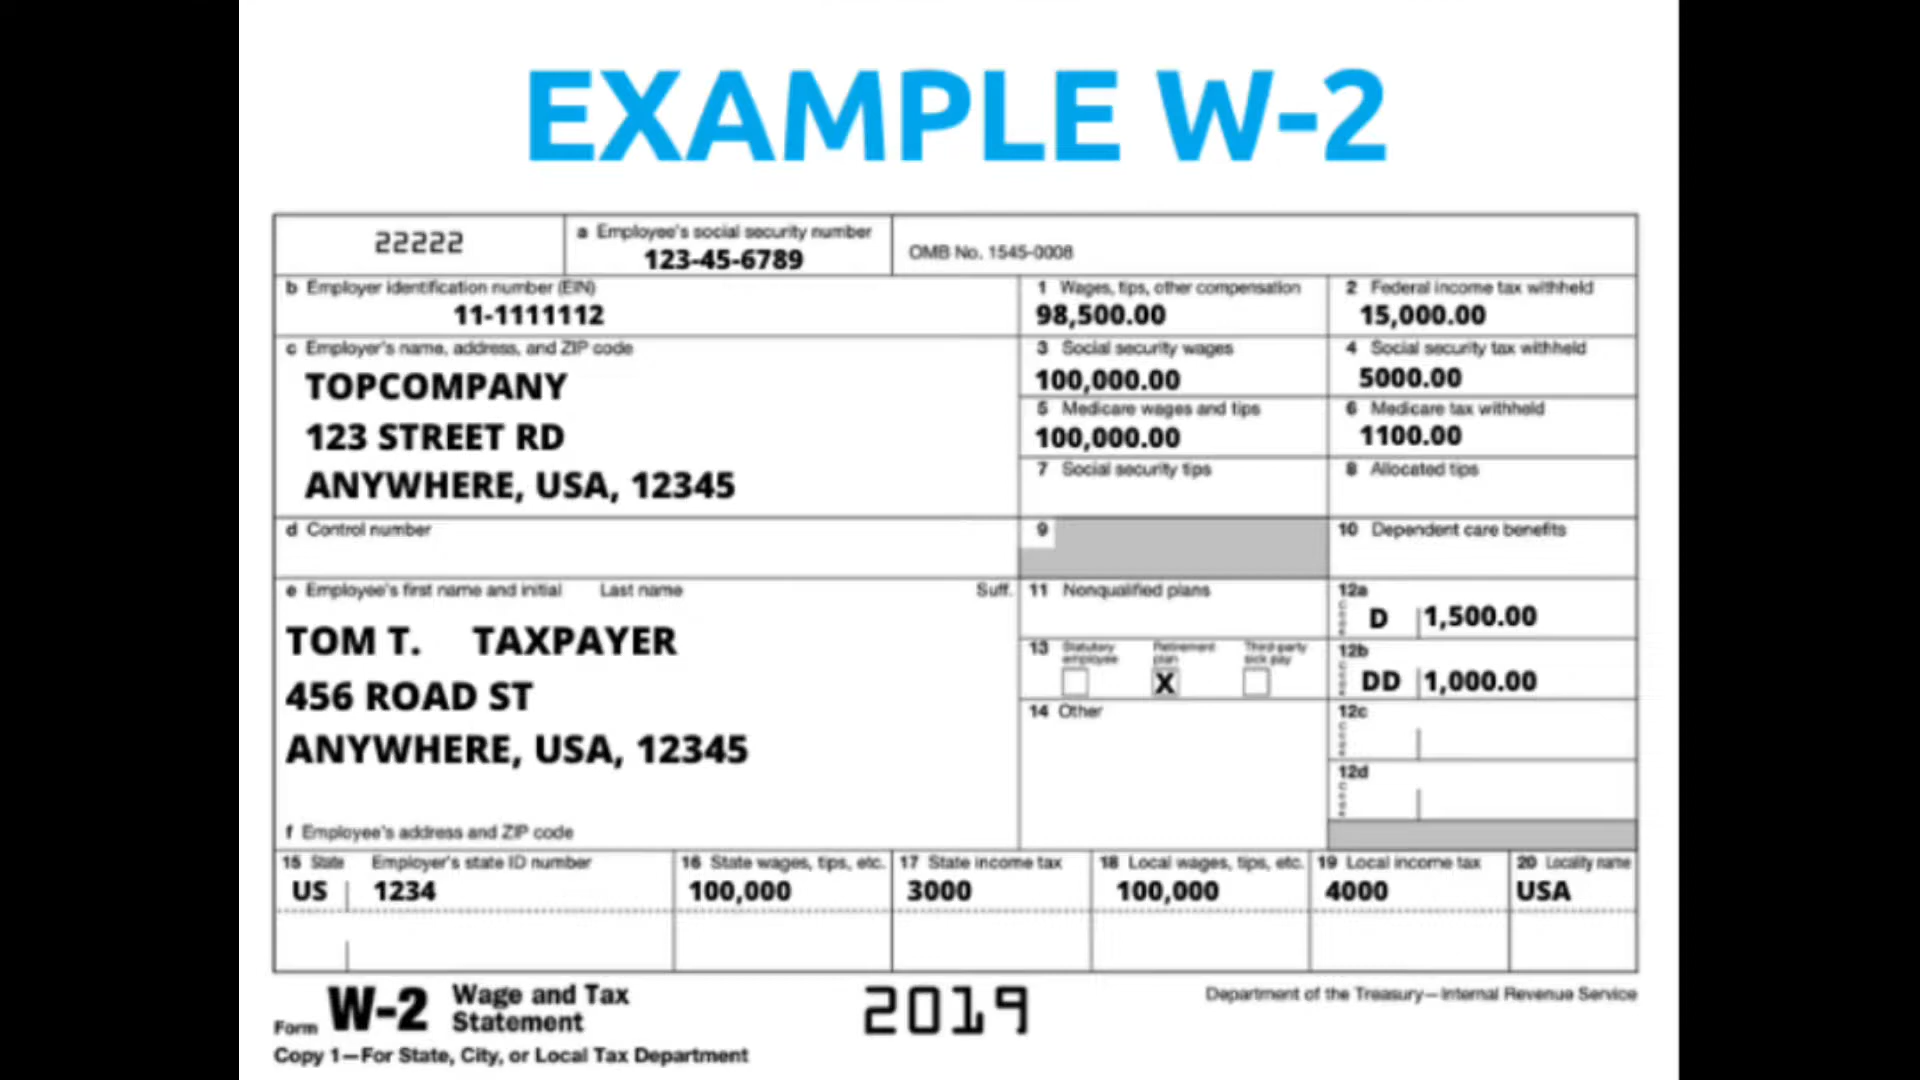 EXAMPLE W-2
22222
a Employee's social security number
123-45-6789
OMB No. 1545-0008
b Employer identification number (EIN)
11-1111112
1 Wages, tips, other compensation
98,500.00
2 Federal income tax withheld
15,000.00
c Employer's name, address, and ZIP code
TOPCOMPANY
123 STREET RD
ANYWHERE, USA, 12345
3 Social security wages
100,000.00
4 Social security tax withheld
5000.00
5 Medicare wages and tips
100,000.00
6 Medicare tax withheld
1100.00
7 Social security tips
8 Allocated tips
d Control number
9
10 Dependent care benefits
e Employee's first name and initial Last name Suff.
TOM T. TAXPAYER
456 ROAD ST
ANYWHERE, USA, 12345
f Employee's address and ZIP code
11 Nonqualified plans
12a
D 1,500.00
13 Statutory employee Retirement plan Third-party sick pay
X
12b
DD 1,000.00
14 Other
12c
12d
15 State Employer's state ID number
US 1234
16 State wages, tips, etc.
100,000
17 State income tax
3000
18 Local wages, tips, etc.
100,000
19 Local income tax
4000
20 Locality name
USA
Form W-2 Wage and Tax Statement
2019
Department of the Treasury—Internal Revenue Service
Copy 1—For State, City, or Local Tax Department